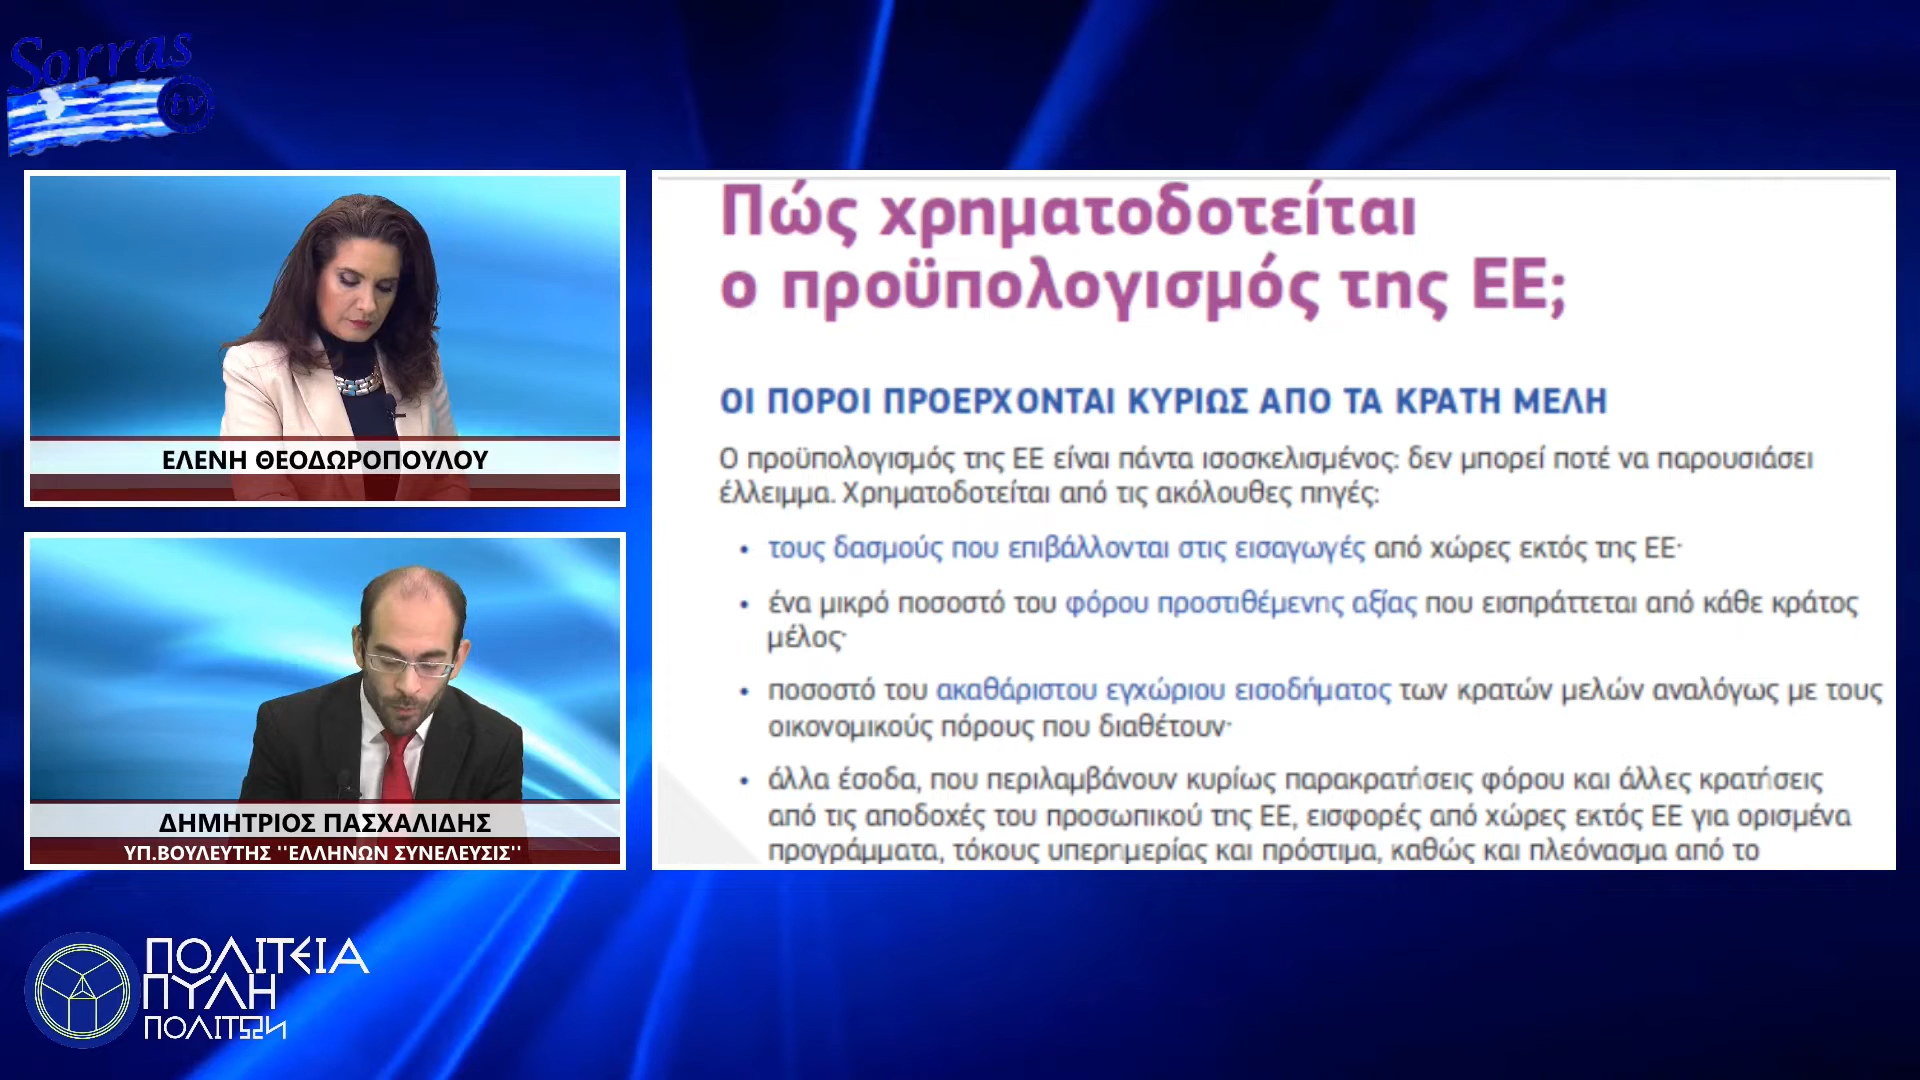 Sorras
tv
ΕΛΕΝΗ ΘΕΟΔΩΡΟΠΟΥΛΟΥ
ΔΗΜΗΤΡΙΟΣ ΠΑΣΧΑΛΙΔΗΣ
ΥΠ.ΒΟΥΛΕΥΤΗΣ ''ΕΛΛΗΝΩΝ ΣΥΝΕΛΕΥΣΙΣ''
Πώς χρηματοδοτείται
ο προϋπολογισμός της ΕΕ;
ΟΙ ΠΟΡΟΙ ΠΡΟΕΡΧΟΝΤΑΙ ΚΥΡΙΩΣ ΑΠΟ ΤΑ ΚΡΑΤΗ ΜΕΛΗ
Ο προϋπολογισμός της ΕΕ είναι πάντα ισοσκελισμένος: δεν μπορεί ποτέ να παρουσιάσει
έλλειμμα. Χρηματοδοτείται από τις ακόλουθες πηγές:
• τους δασμούς που επιβάλλονται στις εισαγωγές από χώρες εκτός της ΕΕ·
• ένα μικρό ποσοστό του φόρου προστιθέμενης αξίας που εισπράττεται από κάθε κράτος
μέλος·
• ποσοστό του ακαθάριστου εγχώριου εισοδήματος των κρατών μελών αναλόγως με τους
οικονομικούς πόρους που διαθέτουν·
• άλλα έσοδα, που περιλαμβάνουν κυρίως παρακρατήσεις φόρου και άλλες κρατήσεις
από τις αποδοχές του προσωπικού της ΕΕ, εισφορές από χώρες εκτός ΕΕ για ορισμένα
προγράμματα, τόκους υπερημερίας και πρόστιμα, καθώς και πλεόνασμα από το
ΠΟΛΙΤΕΙΑ
ΠΥΛΗ
ΠΟΛΙΤΩΝ